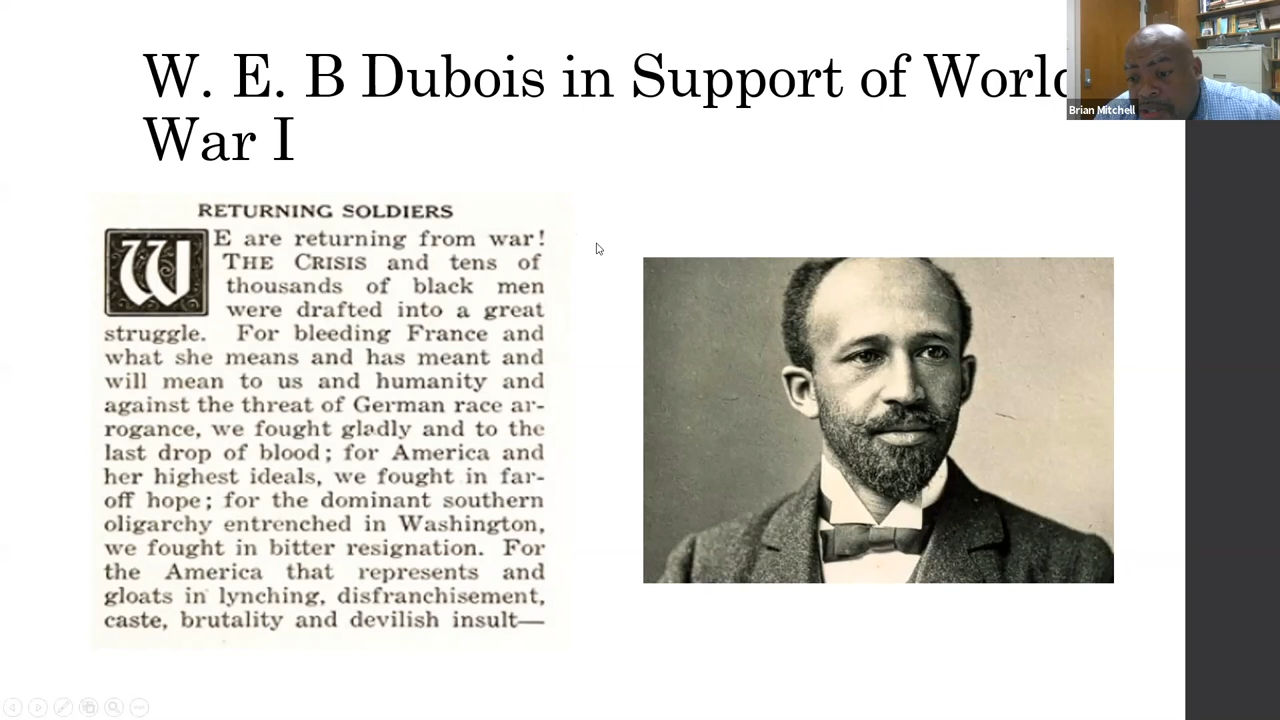 W. E. B Dubois in Support of World
War I
Brian Mitchell
RETURNING SOLDIERS
WE are returning from war!
THE CRISIS and tens of
thousands of black men
were drafted into a great
struggle. For bleeding France and
what she means and has meant and
will mean to us and humanity and
against the threat of German race ar-
rogance, we fought gladly and to the
last drop of blood; for America and
her highest ideals, we fought in far-
off hope; for the dominant southern
oligarchy entrenched in Washington,
we fought in bitter resignation. For
the America that represents and
gloats in lynching, disfranchisement,
caste, brutality and devilish insult—